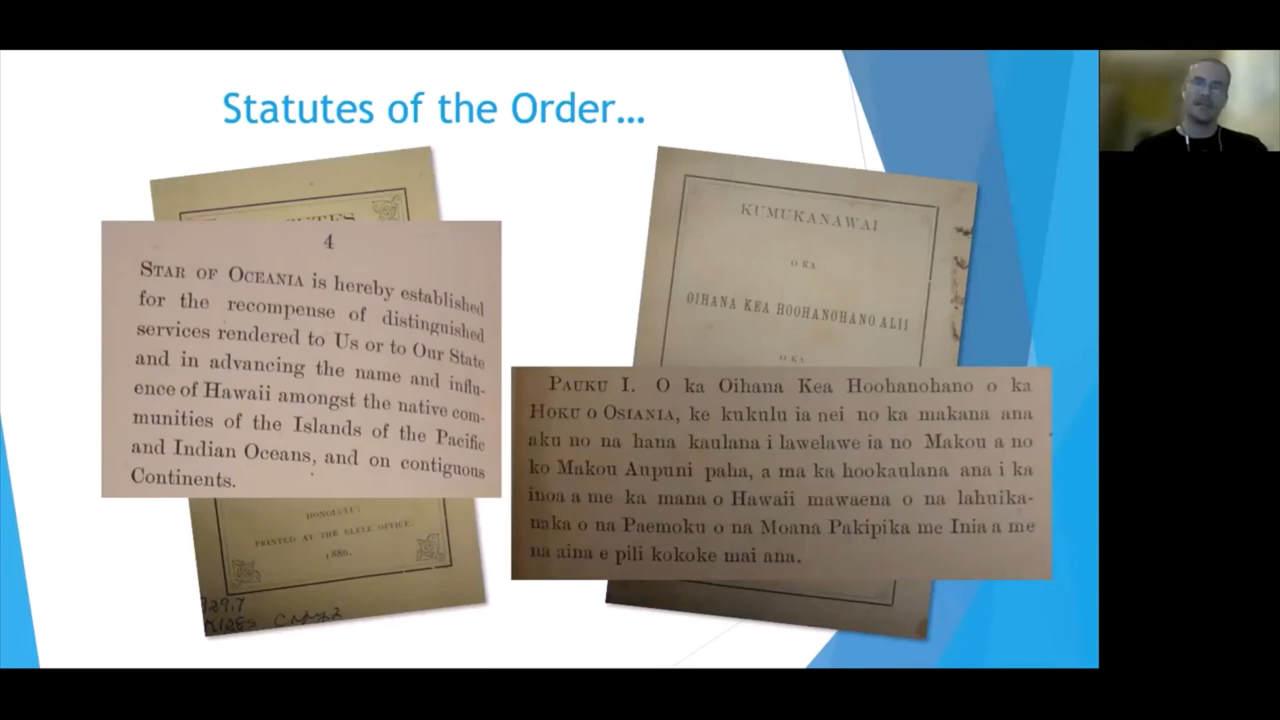 Statutes of the Order...
4
STAR OF OCEANIA is hereby established
for the recompense of distinguished
services rendered to Us or to Our State
and in advancing the name and influ-
ence of Hawaii amongst the native com-
munities of the Islands of the Pacific
and Indian Oceans, and on contiguous
Continents.
HONOLULU:
PRINTED AT THE ELELE OFFICE.
1886.
KUMUKANAWAI
O KA
OIHANA KEA HOOHANOHANO ALII
O KA
PAUKU I. O ka Oihana Kea Hoohanohano o ka
HOKU O OSIANIA, ke kukulu ia nei no ka makana ana
aku no na hana kaulana i lawelawe ia no Makou a no
ko Makou Aupuni paha, a ma ka hookaulana ana i ka
inoa a me ka mana o Hawaii mawaena o na lahuika-
naka o na Paemoku o na Moana Pakipika me Inia a me
na aina e pili kokoke mai ana.